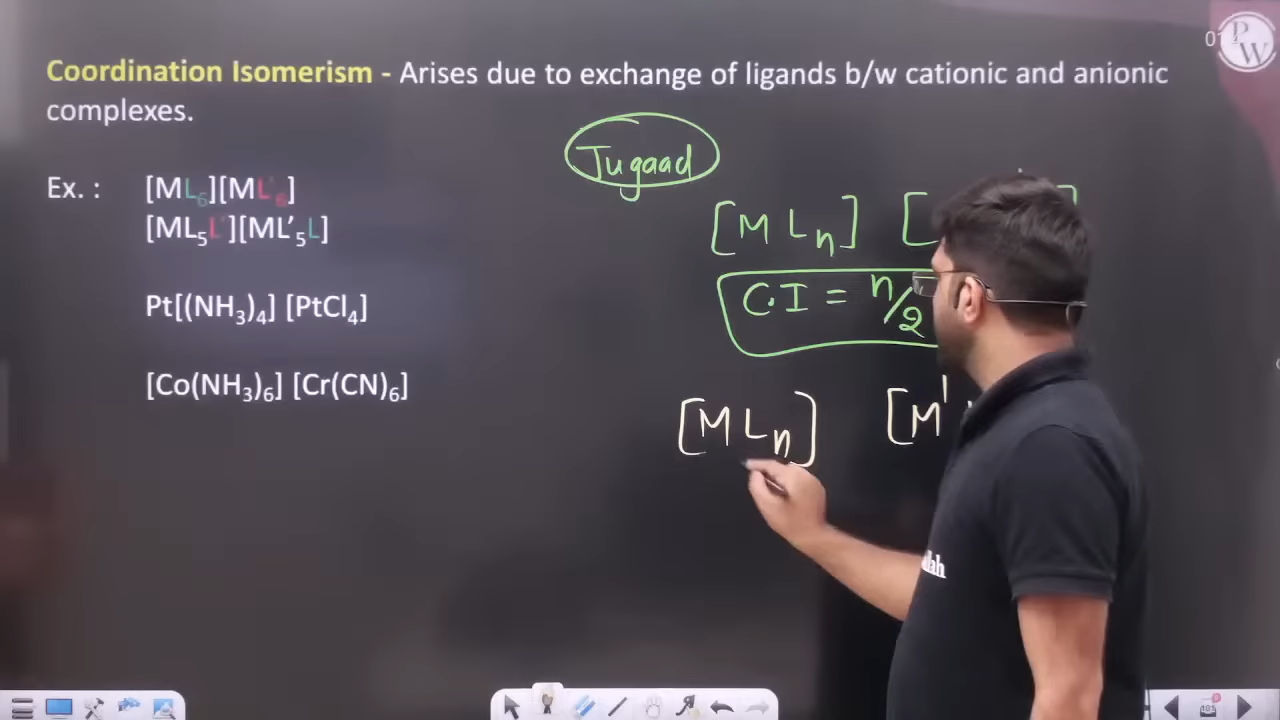 Coordination Isomerism - Arises due to exchange of ligands b/w cationic and anionic
complexes.
Jugaad
Ex. : [ML₆][ML'₆]
[ML₅L'][ML'₅L]
[M Lₙ] [
C.I = n/2
Pt[(NH₃)₄] [PtCl₄]
[Co(NH₃)₆] [Cr(CN)₆]
[M Lₙ] [M'
PW